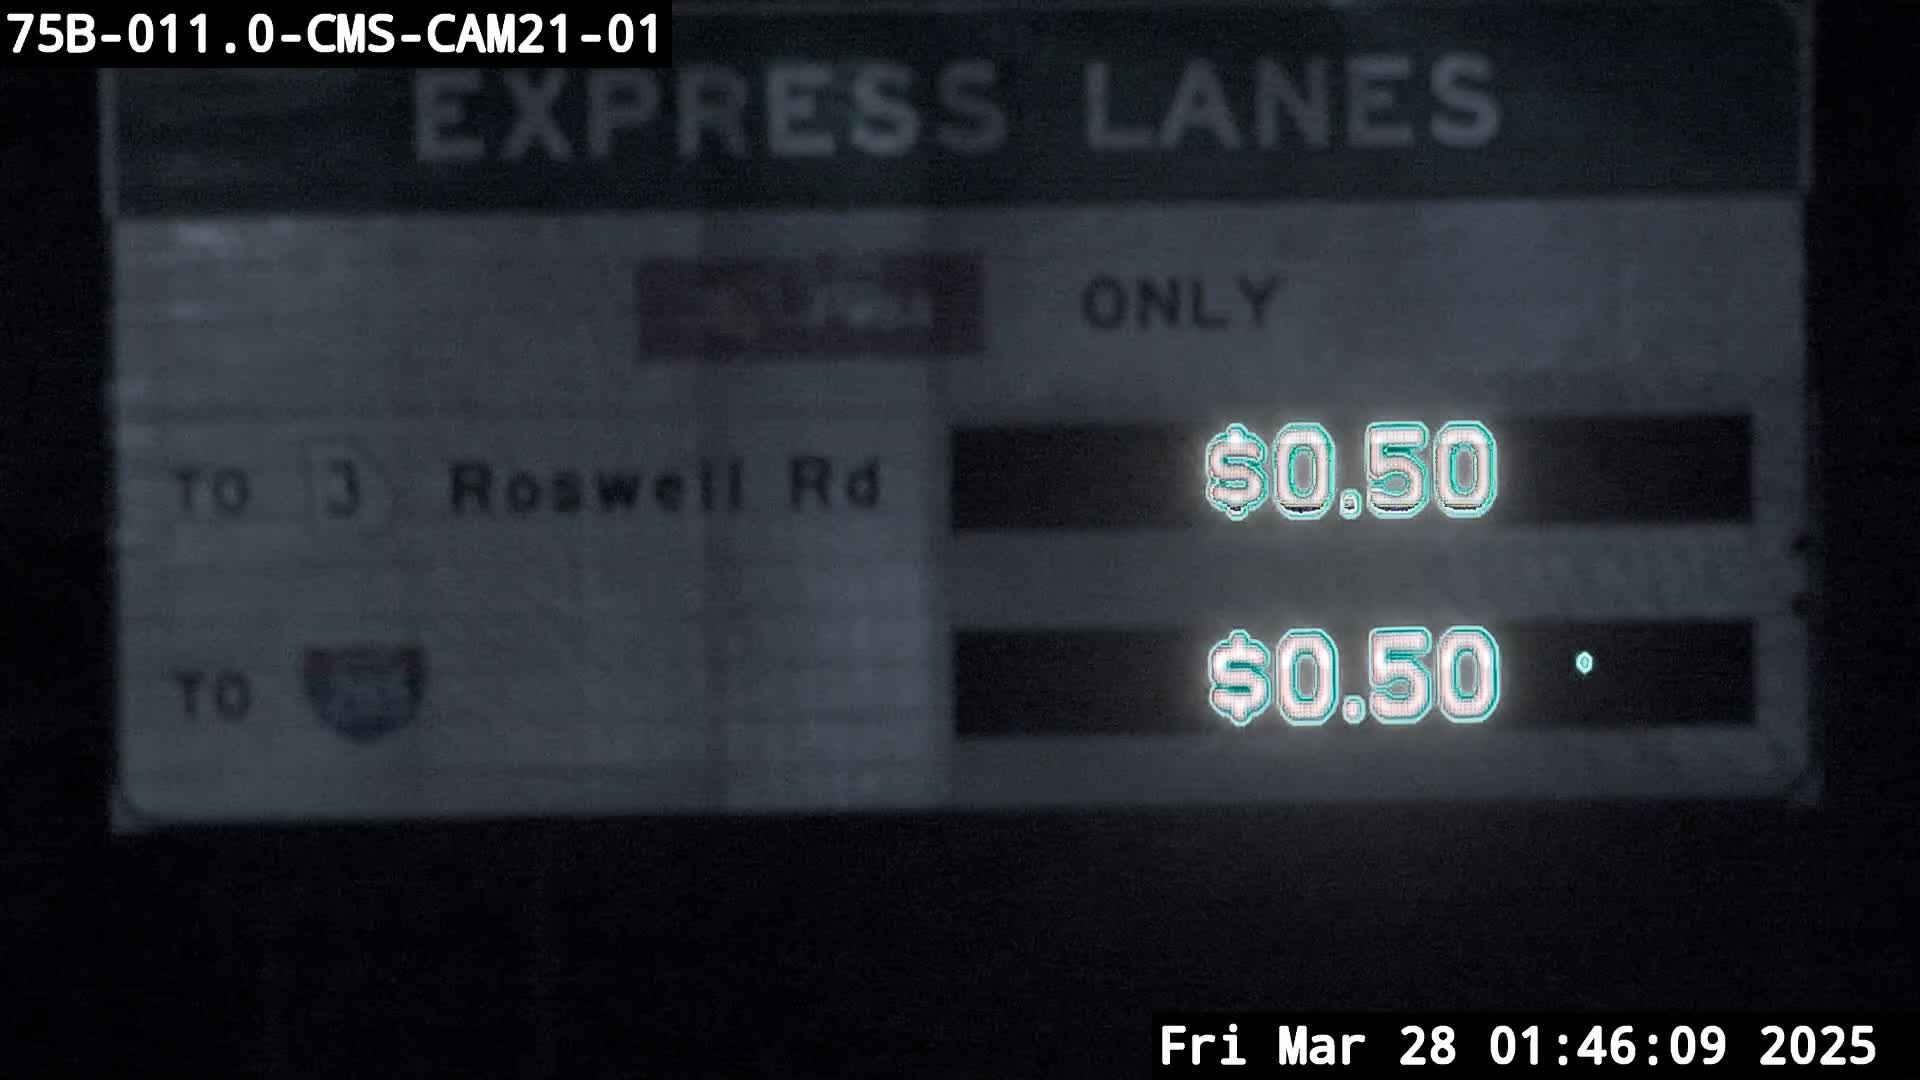 75B-011.0-CMS-CAM21-01
EXPRESS LANES
ONLY
TO 3 Roswell Rd $0.50
TO $0.50
Fri Mar 28 01:46:09 2025